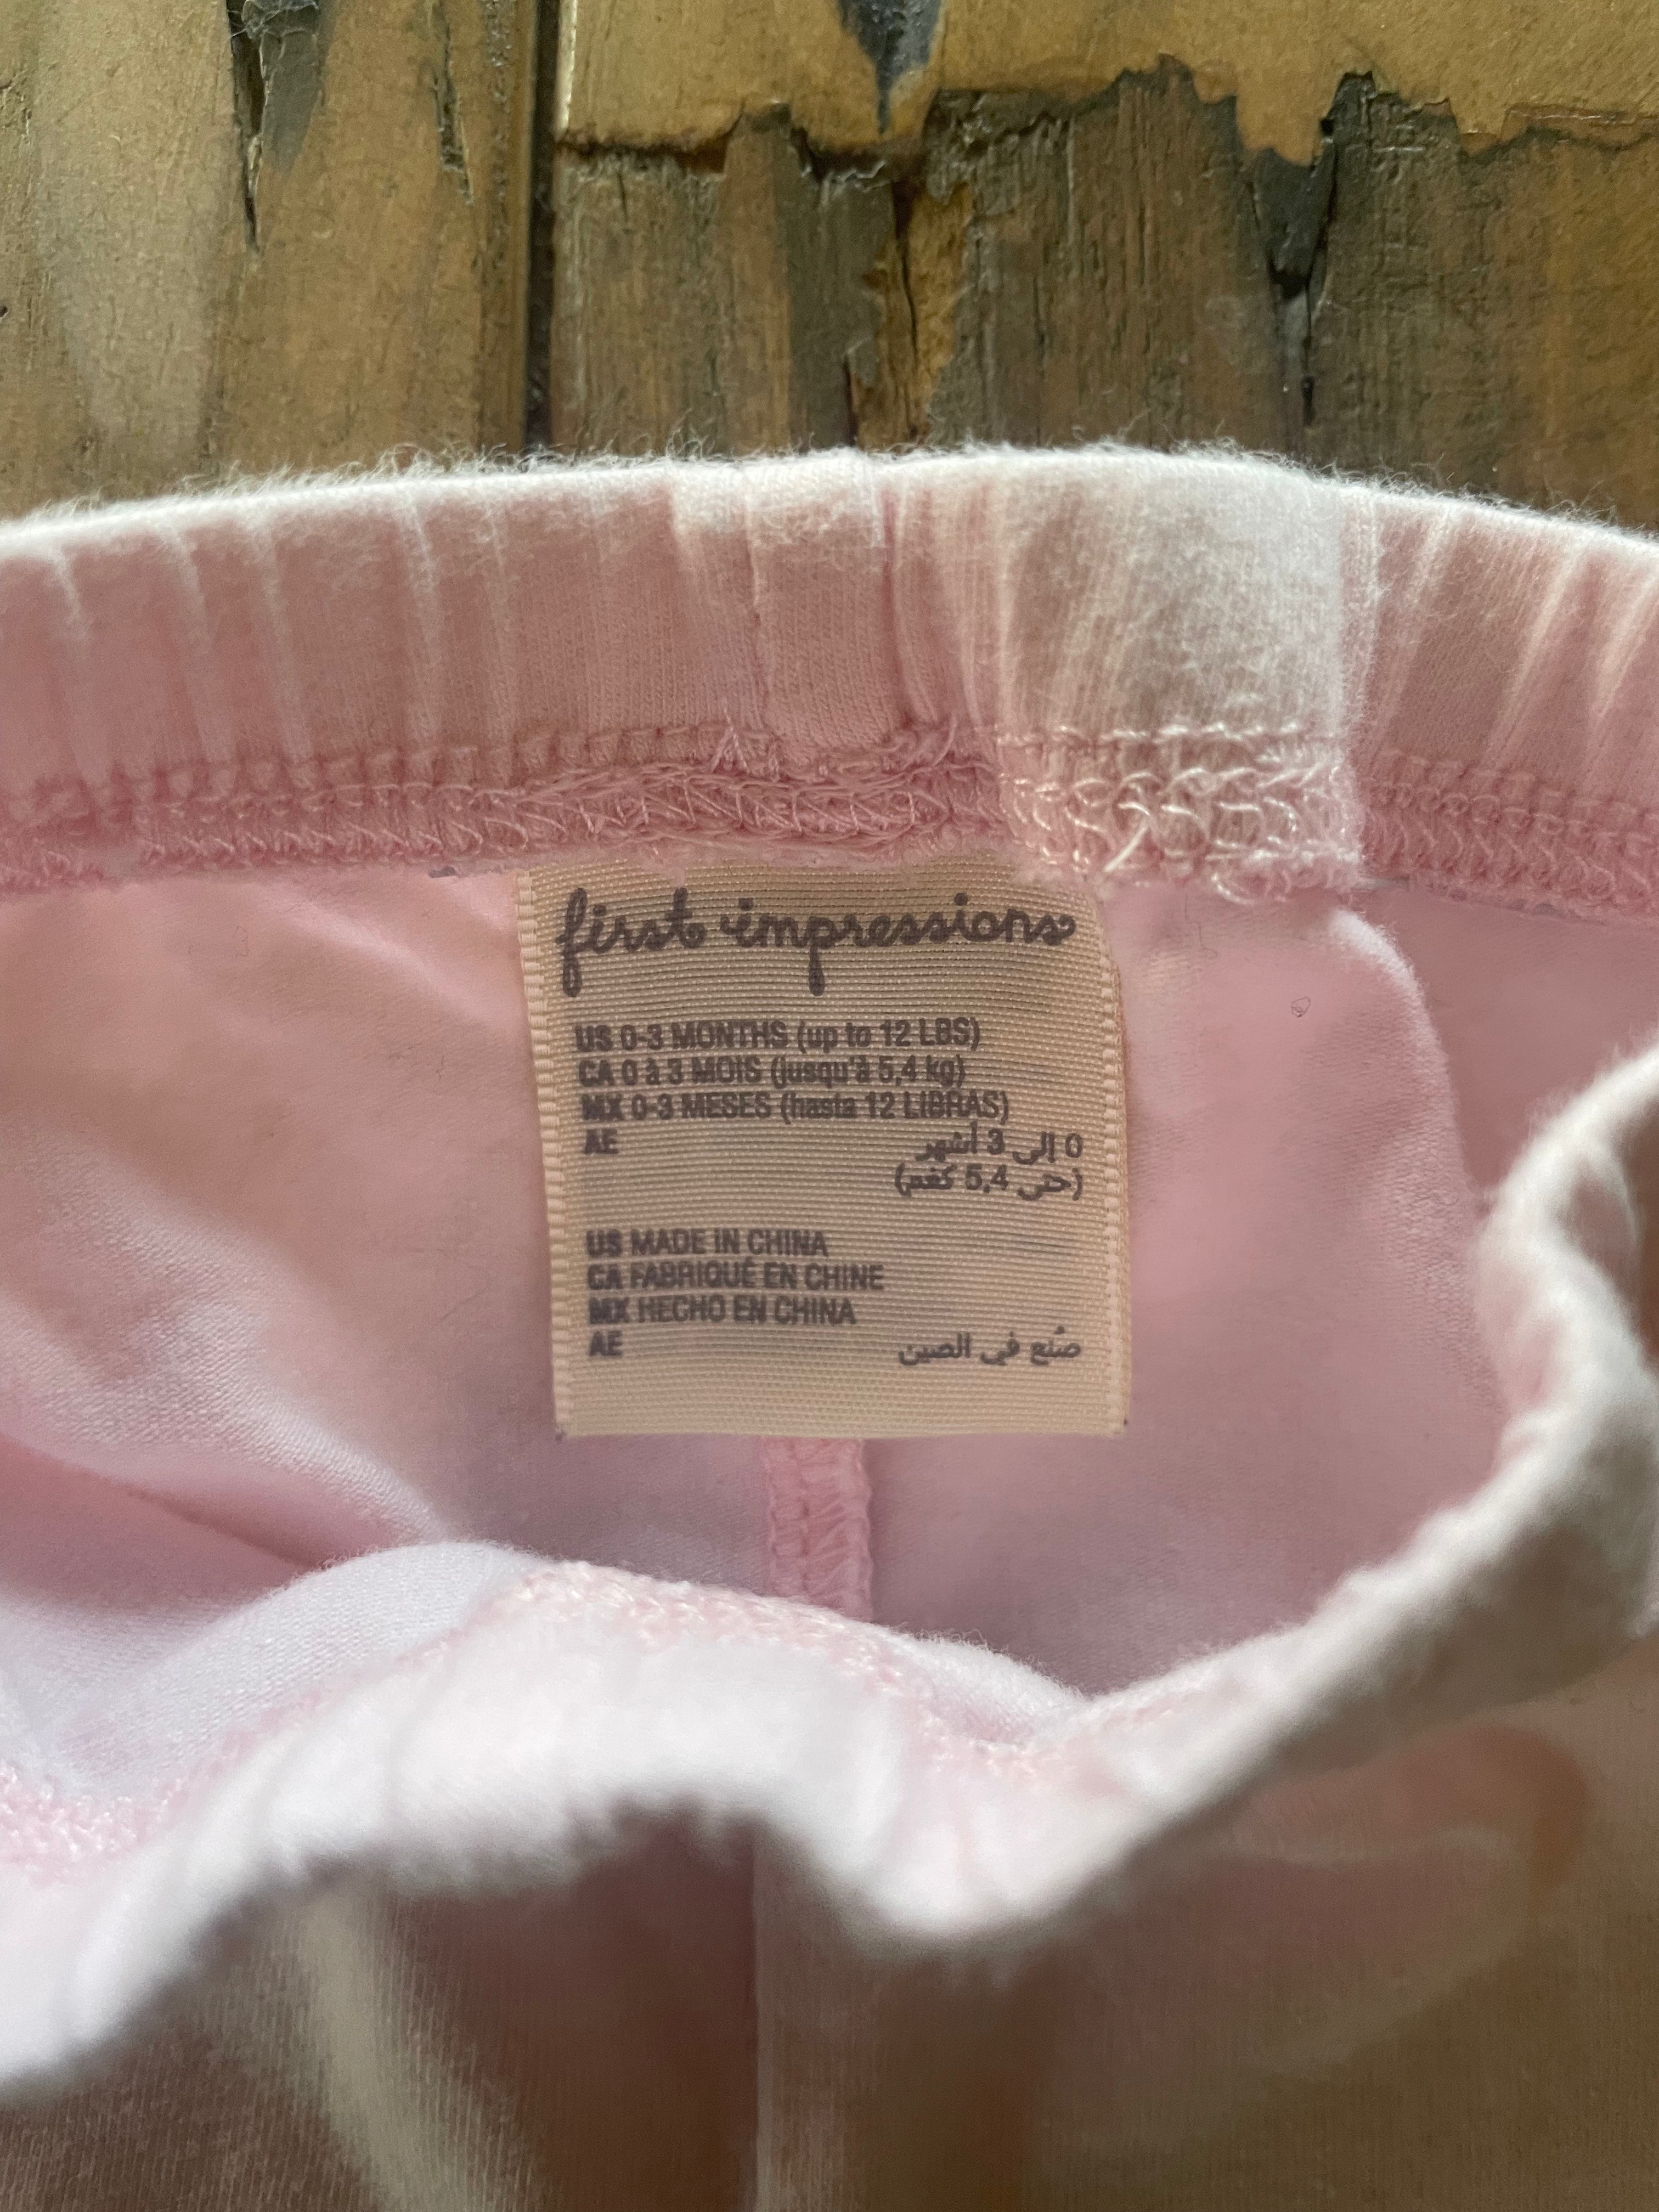 first impressions
US 0-3 MONTHS (up to 12 LBS)
CA 0 à 3 MOIS (jusqu'à 5,4 kg)
MX 0-3 MESES (hasta 12 LIBRAS)
AE 0 إلى 3 أشهر
(حتى 5,4 كغم)
US MADE IN CHINA
CA FABRIQUÉ EN CHINE
MX HECHO EN CHINA
AE صُنع في الصين